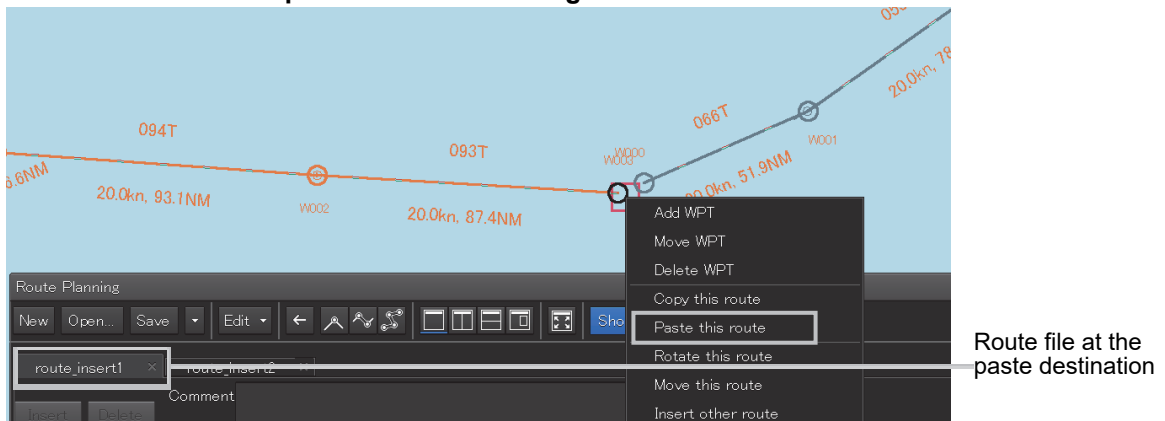 094T
093T
066T
W000
W003
W001
20.0kn, 93.1NM
W002
20.0kn, 87.4NM
20.0kn, 51.9NM
20.0kn, 78
Add WPT
Move WPT
Delete WPT
Copy this route
Paste this route
Rotate this route
Move this route
Insert other route
Route Planning
New Open... Save Edit
Sho
route_insert1 × route_insert2 ×
Comment
Insert Delete
Route file at the
paste destination